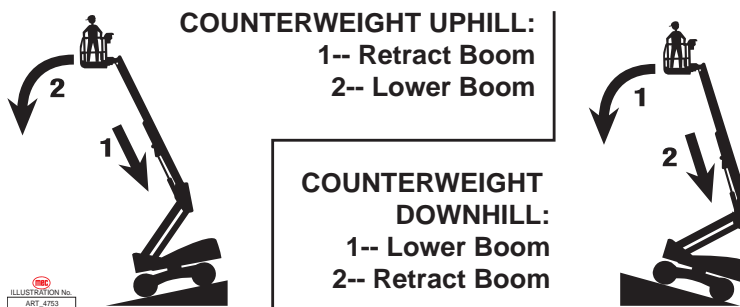 COUNTERWEIGHT UPHILL:
1-- Retract Boom
2-- Lower Boom
2
1
COUNTERWEIGHT
DOWNHILL:
1-- Lower Boom
2-- Retract Boom
1
2
mec
ILLUSTRATION No.
ART_4753